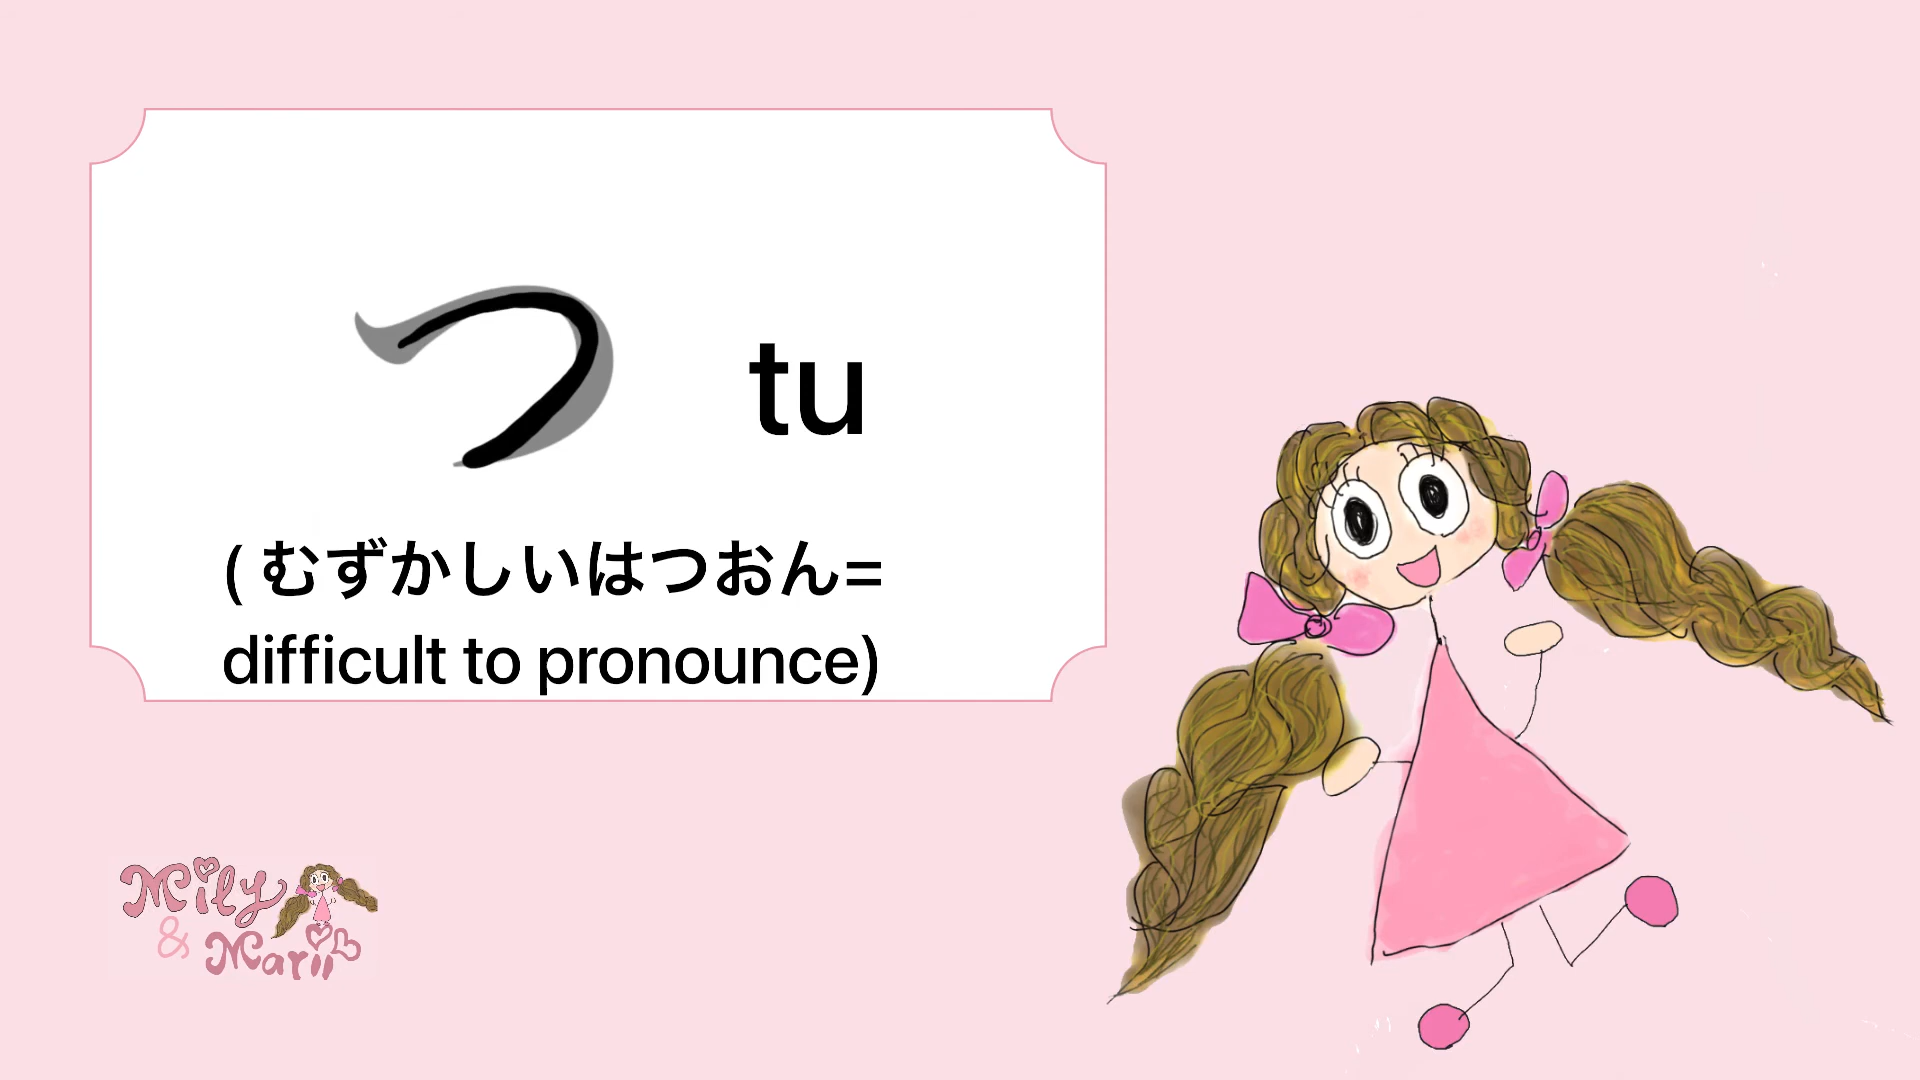 つ tu
( むずかしいはつおん=
difficult to pronounce)
Mily
& Marii